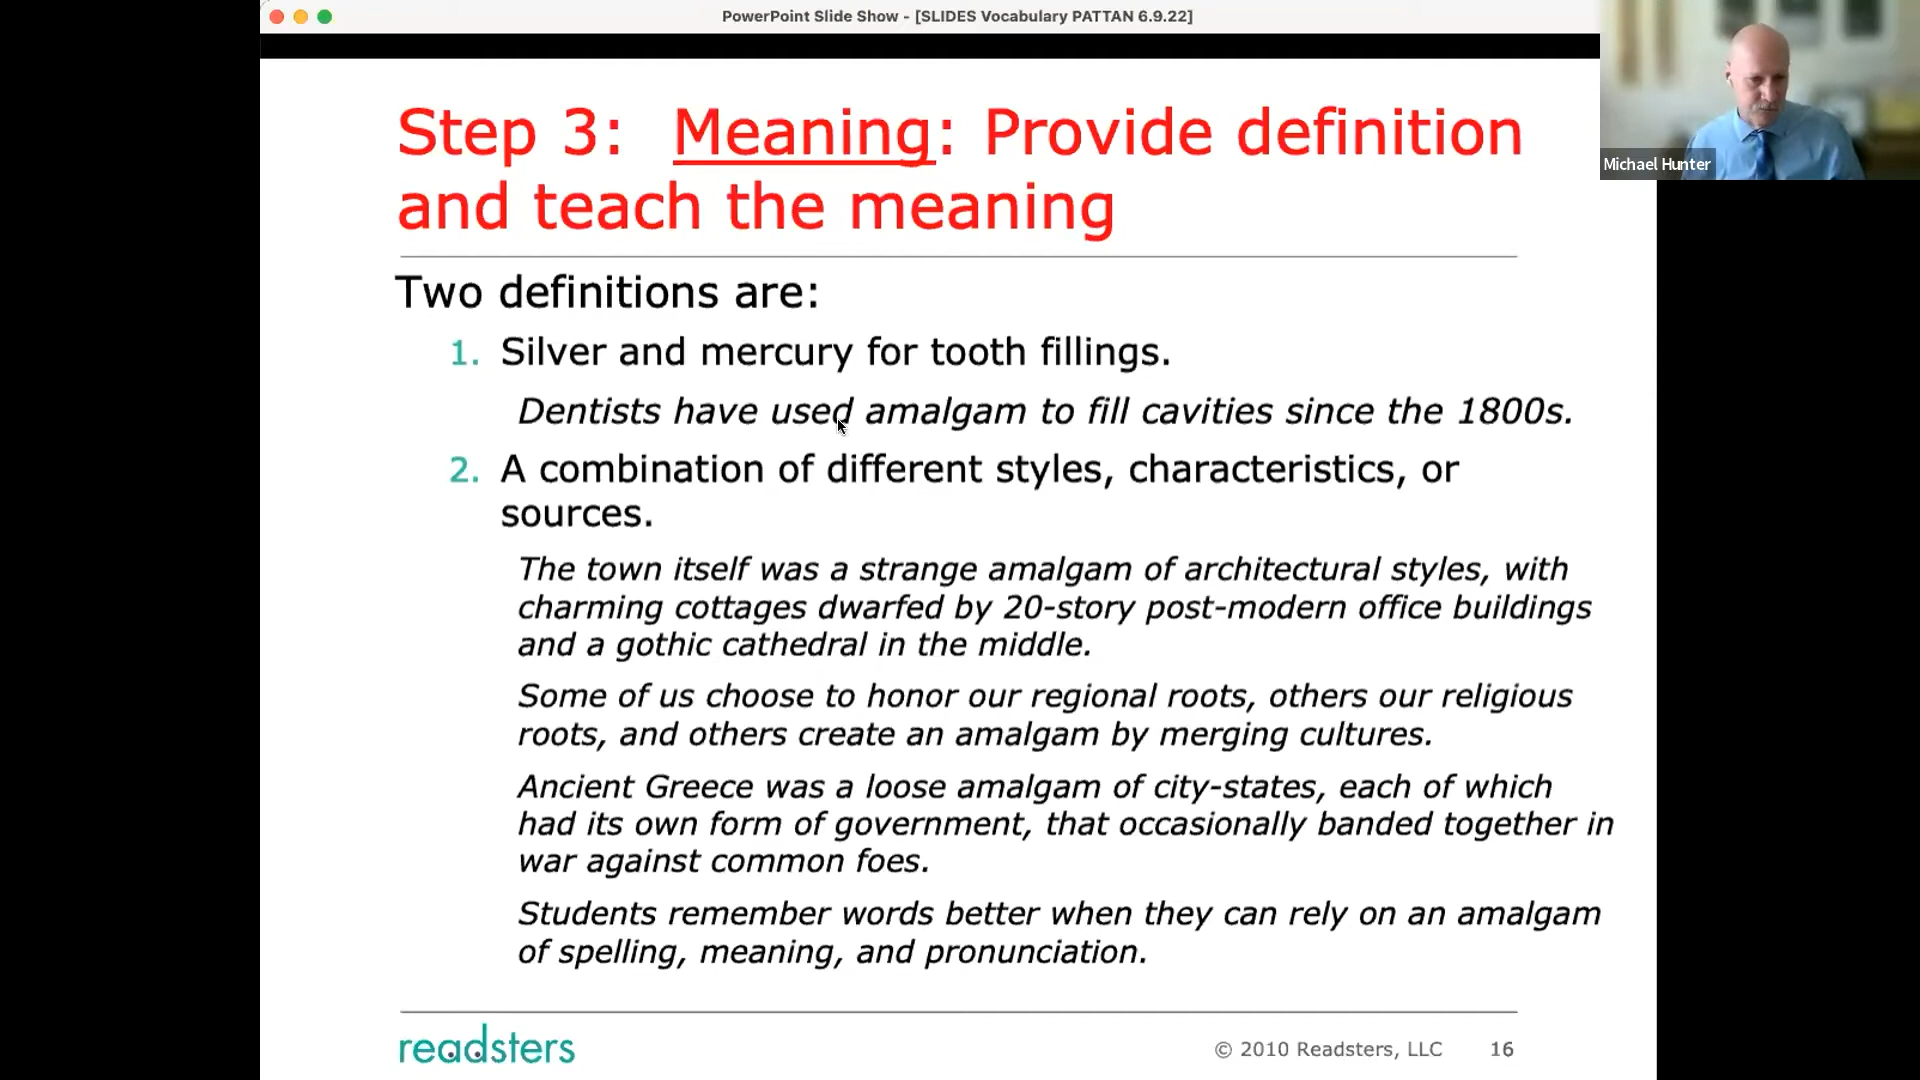 PowerPoint Slide Show - [SLIDES Vocabulary PATTAN 6.9.22]
Michael Hunter
Step 3: Meaning: Provide definition
and teach the meaning
Two definitions are:
1. Silver and mercury for tooth fillings.
Dentists have used amalgam to fill cavities since the 1800s.
2. A combination of different styles, characteristics, or
sources.
The town itself was a strange amalgam of architectural styles, with
charming cottages dwarfed by 20-story post-modern office buildings
and a gothic cathedral in the middle.
Some of us choose to honor our regional roots, others our religious
roots, and others create an amalgam by merging cultures.
Ancient Greece was a loose amalgam of city-states, each of which
had its own form of government, that occasionally banded together in
war against common foes.
Students remember words better when they can rely on an amalgam
of spelling, meaning, and pronunciation.
readsters
© 2010 Readsters, LLC 16